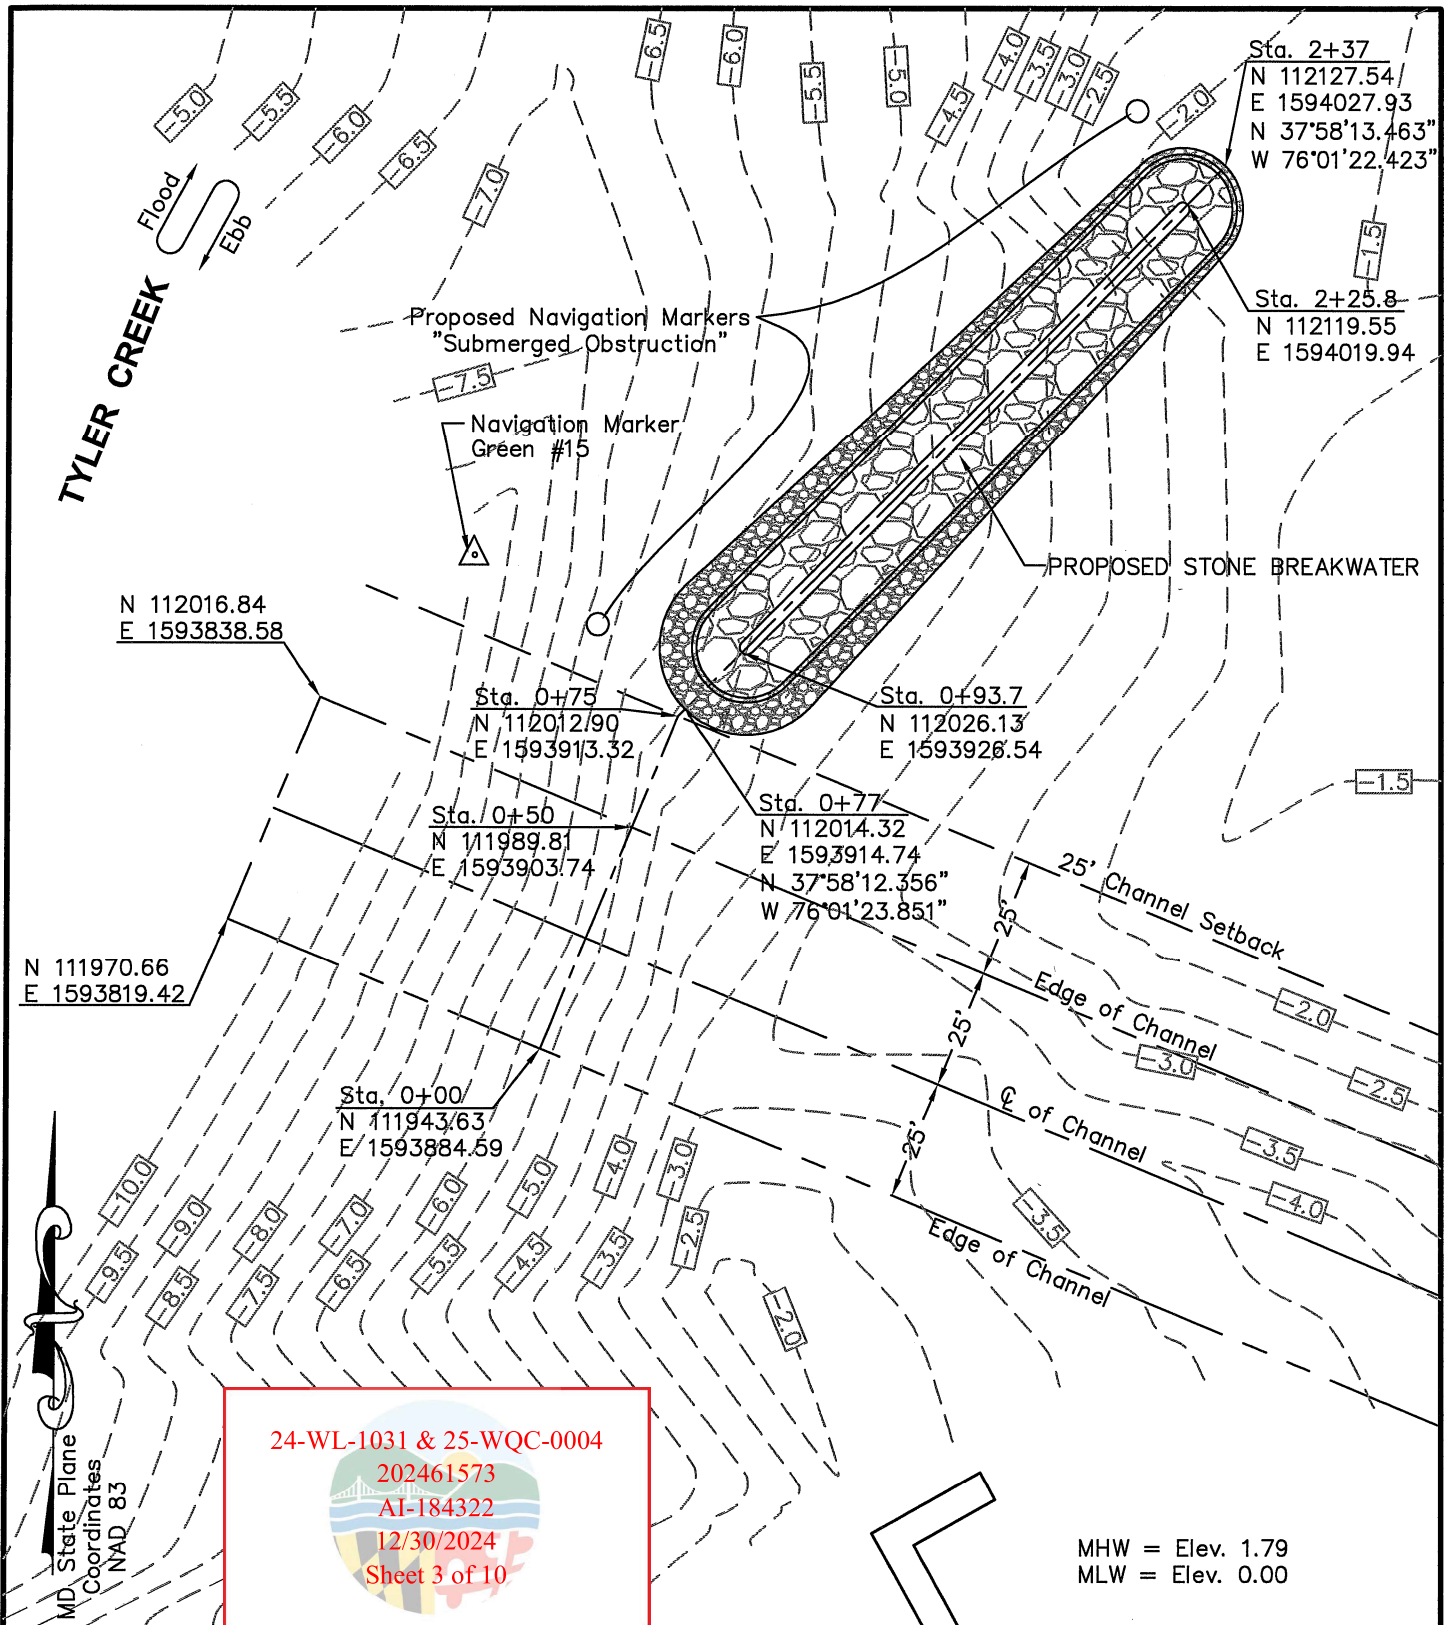 -5.0
-5.5
-6.0
-6.5
-7.0
-7.5
-6.5
-6.0
-5.5
-5.0
-4.5
-4.0
-3.5
-3.0
-2.5
-2.0
-1.5
Sta. 2+37
N 112127.54
E 1594027.93
N 37°58'13.463"
W 76°01'22.423"
Flood
Ebb
TYLER CREEK
Sta. 2+25.8
N 112119.55
E 1594019.94
Proposed Navigation Markers
"Submerged Obstruction"
Navigation Marker
Green #15
PROPOSED STONE BREAKWATER
N 112016.84
E 1593838.58
Sta. 0+75
N 112012.90
E 1593913.32
Sta. 0+93.7
N 112026.13
E 1593926.54
-1.5
Sta. 0+50
N 111989.81
E 1593903.74
Sta. 0+77
N 112014.32
E 1593914.74
N 37°58'12.356"
W 76°01'23.851"
25' Channel Setback
25'
Edge of Channel
25'
℄ of Channel
25'
Edge of Channel
N 111970.66
E 1593819.42
Sta. 0+00
N 111943.63
E 1593884.59
-2.0
-2.5
-3.0
-3.5
-4.0
-3.5
-10.0
-9.5
-9.0
-8.5
-8.0
-7.5
-7.0
-6.5
-6.0
-5.5
-5.0
-4.5
-4.0
-3.5
-3.0
-2.5
-2.0
MD State Plane
Coordinates
NAD 83
24-WL-1031 & 25-WQC-0004
202461573
AI-184322
12/30/2024
Sheet 3 of 10
MHW = Elev. 1.79
MLW = Elev. 0.00